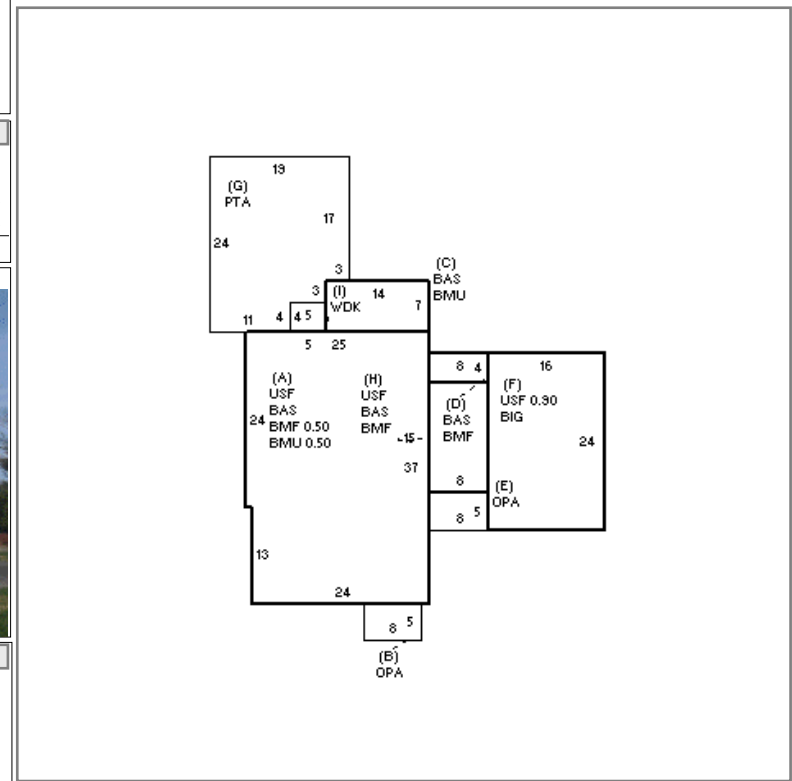 19
(G)
PTA
17
24
3
(C)
BAS
BMU
3
(I)
WDK
14
7
11
4
4 5
5
25
8
4
16
(A)
USF
BAS
BMF 0.50
BMU 0.50
24
(H)
USF
BAS
BMF
15
37
(D)
BAS
BMF
(F)
USF 0.90
BIG
24
8
(E)
OPA
8
5
13
24
8
5
(B)
OPA